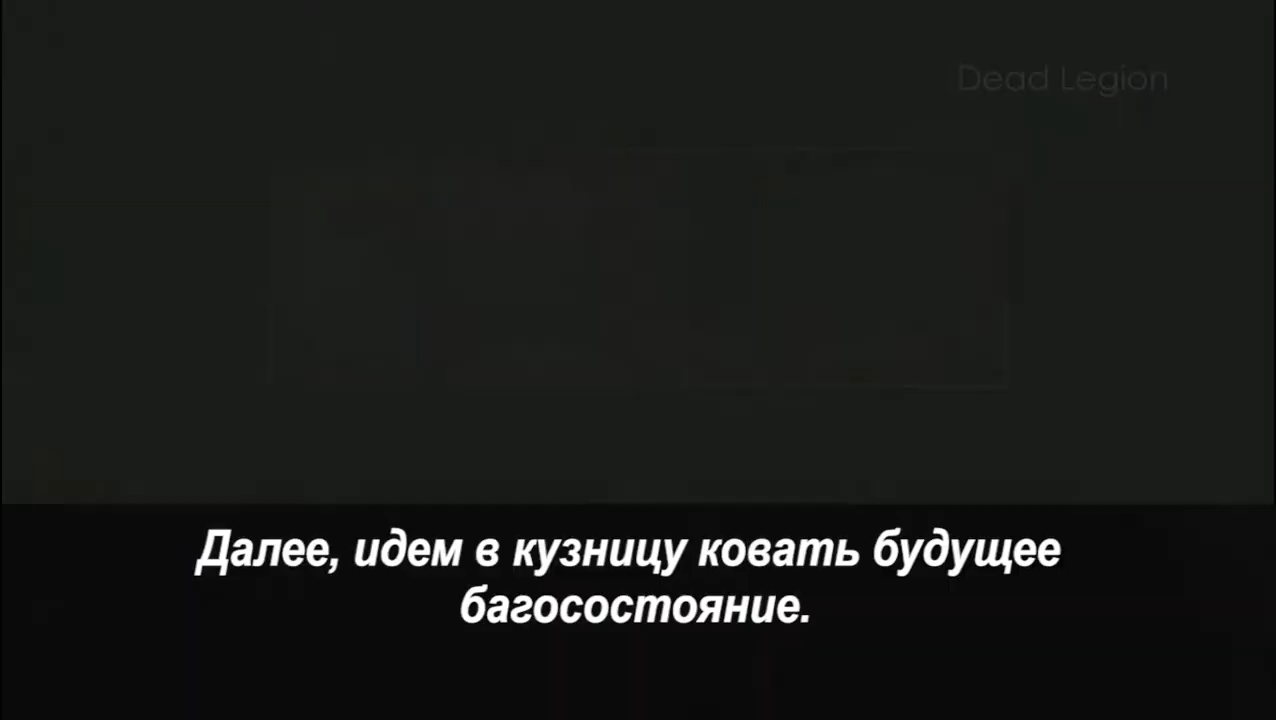 Dead Legion
Далее, идем в кузницу ковать будущее
багосостояние.